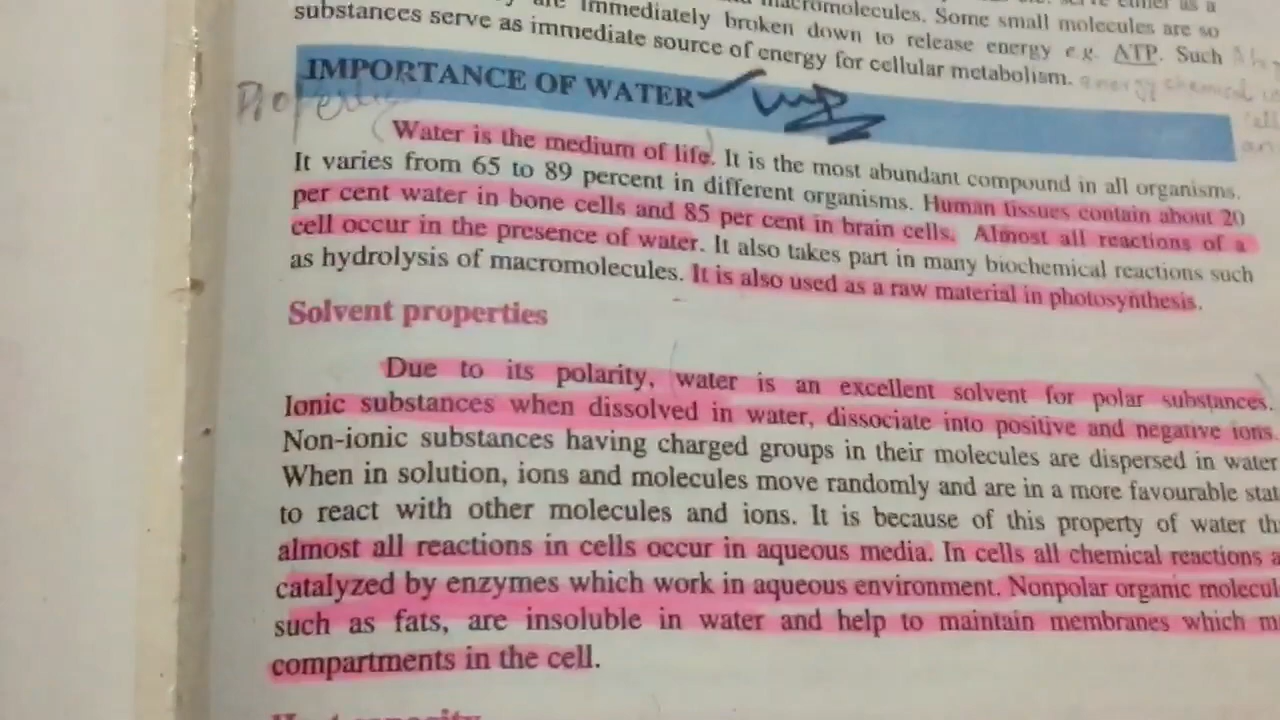 macromolecules. Some small molecules are so
are immediately broken down to release energy e.g. ATP. Such
substances serve as immediate source of energy for cellular metabolism.
energy chemical
IMPORTANCE OF WATER
Water is the medium of life. It is the most abundant compound in all organisms.
It varies from 65 to 89 percent in different organisms. Human tissues contain about 20
per cent water in bone cells and 85 per cent in brain cells. Almost all reactions of a
cell occur in the presence of water. It also takes part in many biochemical reactions such
as hydrolysis of macromolecules. It is also used as a raw material in photosynthesis.
Solvent properties
Due to its polarity, water is an excellent solvent for polar substances.
Ionic substances when dissolved in water, dissociate into positive and negative ions.
Non-ionic substances having charged groups in their molecules are dispersed in water
When in solution, ions and molecules move randomly and are in a more favourable stat
to react with other molecules and ions. It is because of this property of water th
almost all reactions in cells occur in aqueous media. In cells all chemical reactions a
catalyzed by enzymes which work in aqueous environment. Nonpolar organic molecul
such as fats, are insoluble in water and help to maintain membranes which m
compartments in the cell.
Heat capacity